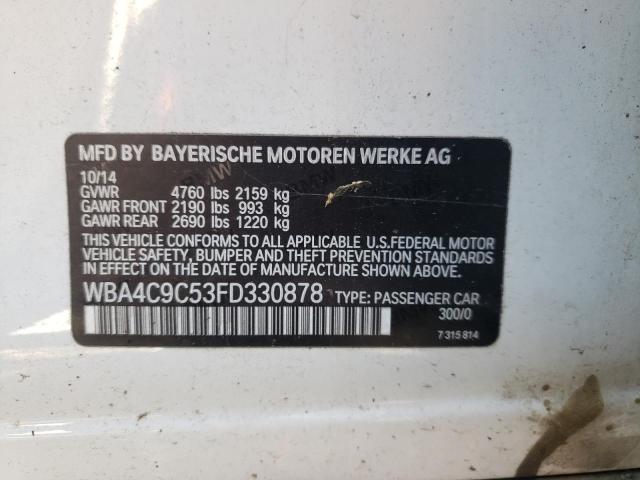 MFD BY BAYERISCHE MOTOREN WERKE AG
10/14
GVWR 4760 lbs 2159 kg
GAWR FRONT 2190 lbs 993 kg
GAWR REAR 2690 lbs 1220 kg
THIS VEHICLE CONFORMS TO ALL APPLICABLE U.S.FEDERAL MOTOR
VEHICLE SAFETY, BUMPER AND THEFT PREVENTION STANDARDS
IN EFFECT ON THE DATE OF MANUFACTURE SHOWN ABOVE.
WBA4C9C53FD330878 TYPE: PASSENGER CAR
300/0
7 315 814